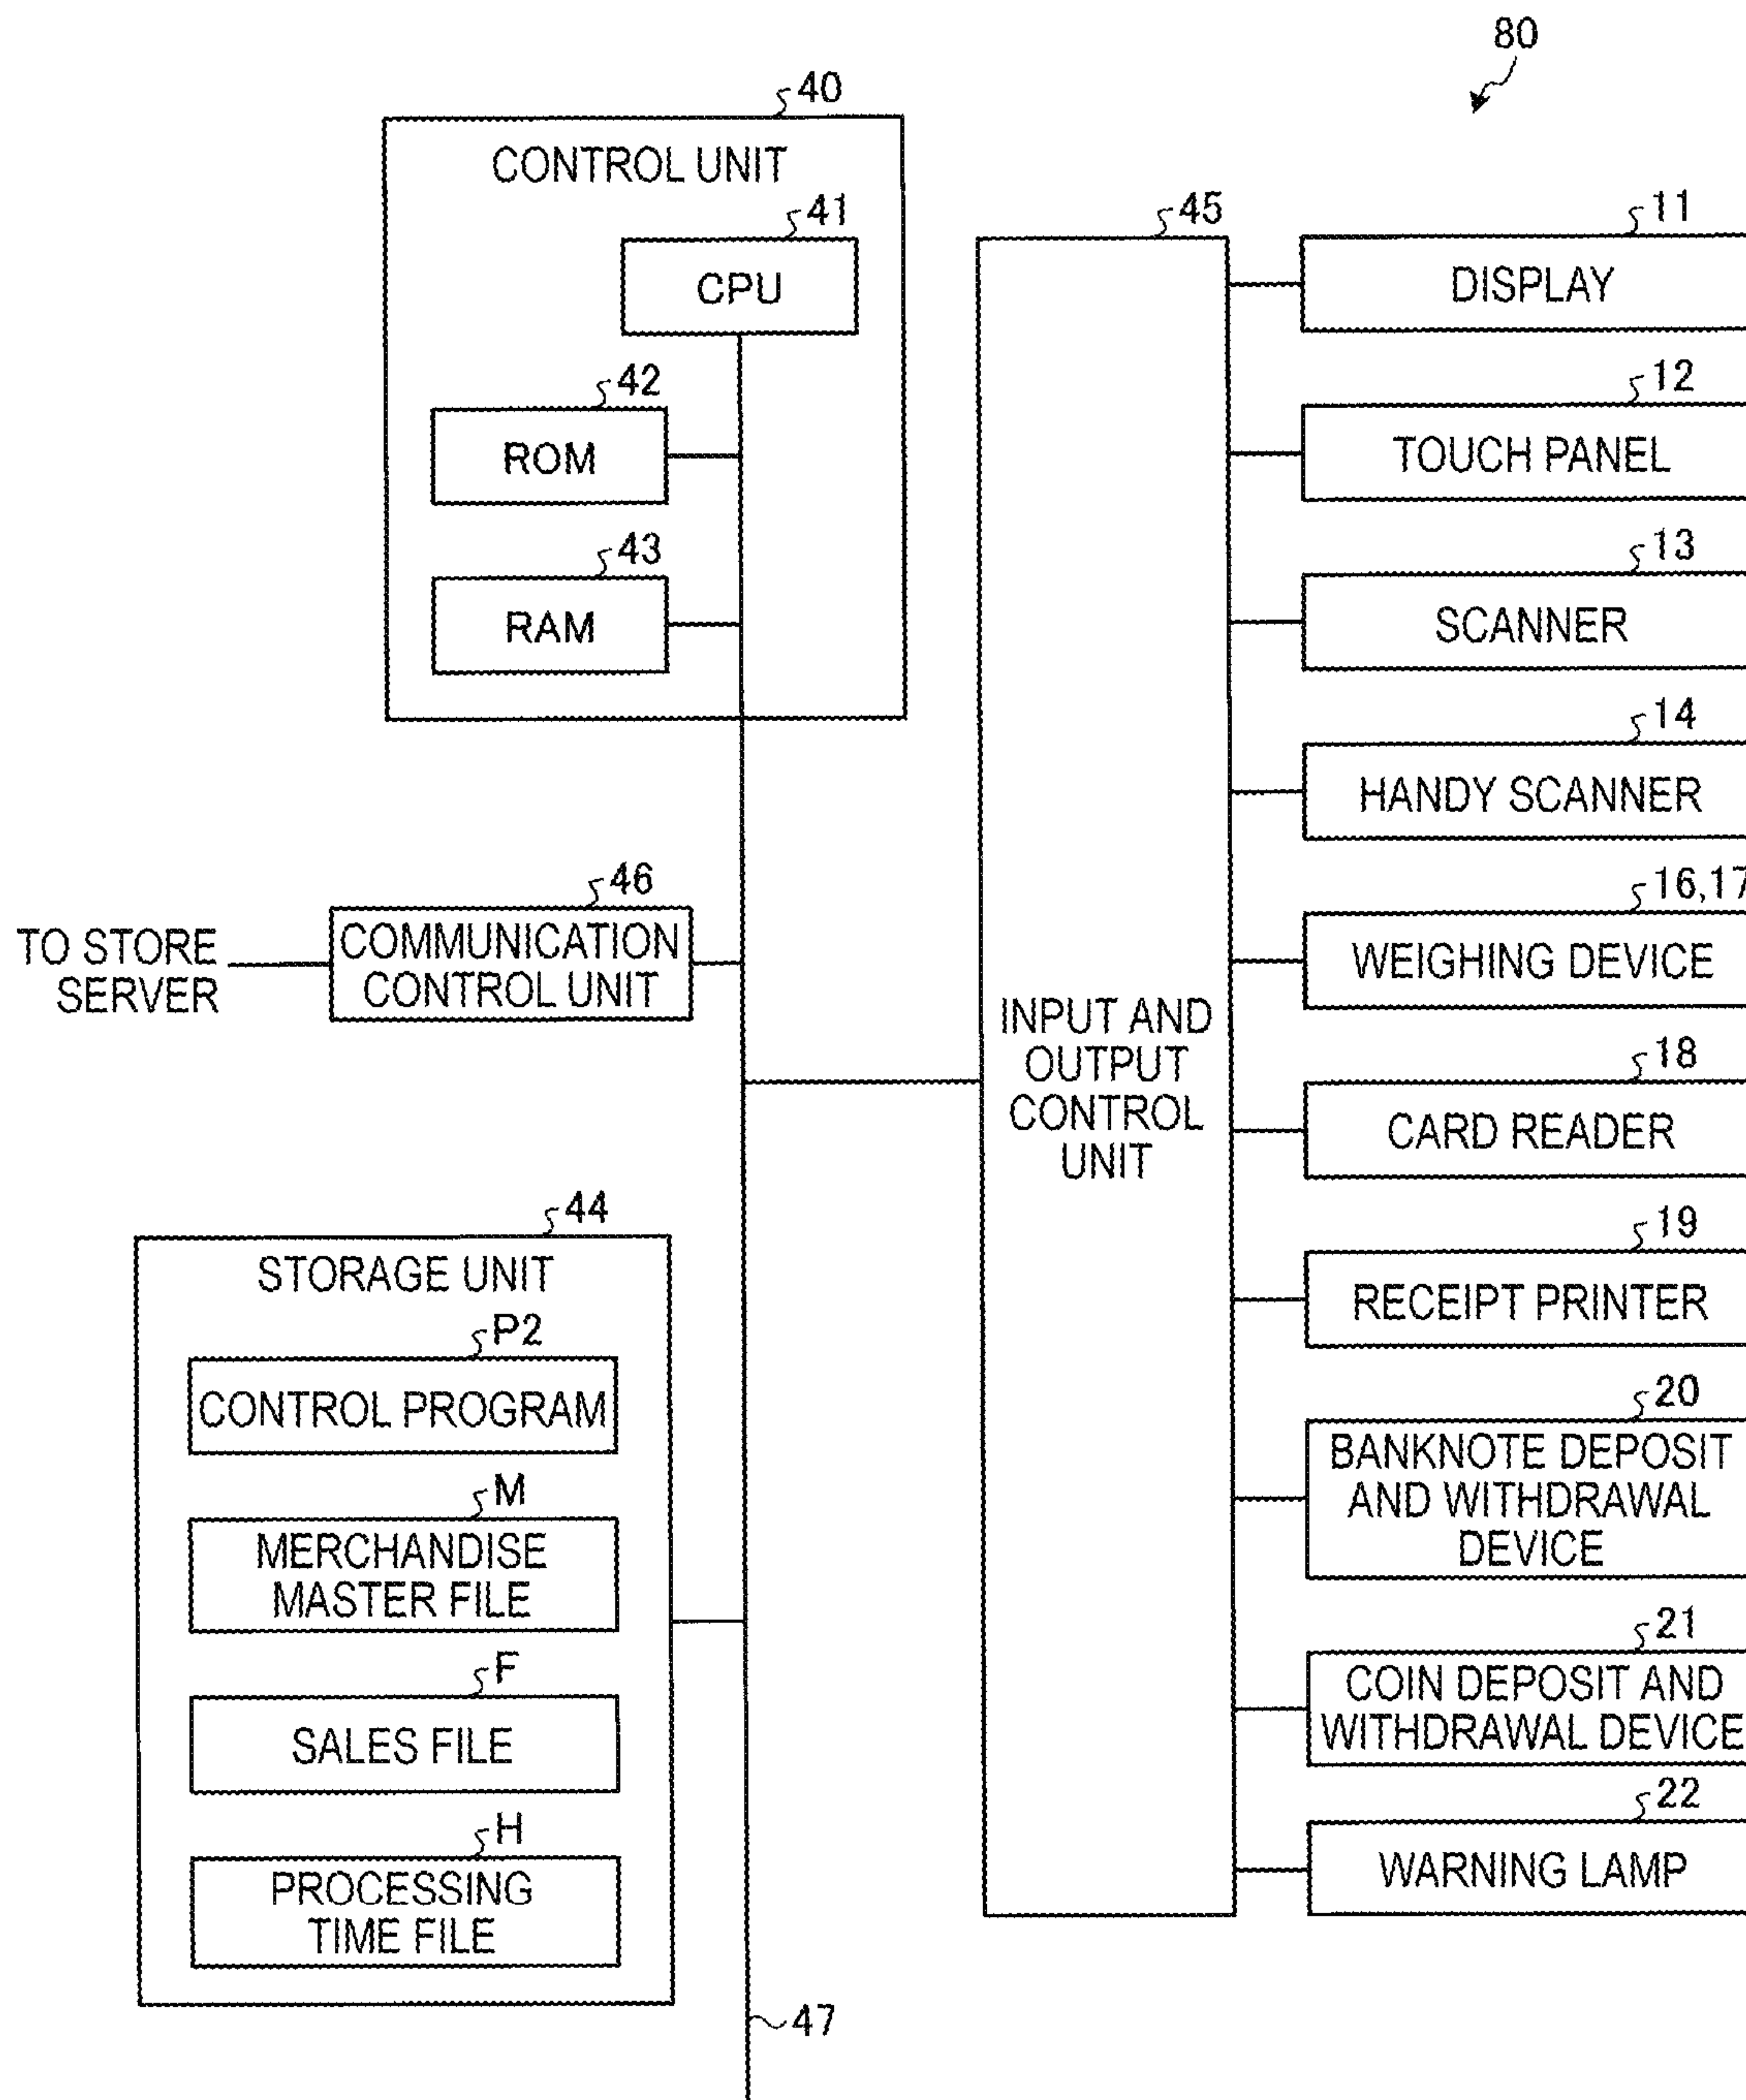 80
40
CONTROL UNIT
41
CPU
42
ROM
43
RAM
46
TO STORE
SERVER
COMMUNICATION
CONTROL UNIT
44
STORAGE UNIT
P2
CONTROL PROGRAM
M
MERCHANDISE
MASTER FILE
F
SALES FILE
H
PROCESSING
TIME FILE
47
45
INPUT AND
OUTPUT
CONTROL
UNIT
11
DISPLAY
12
TOUCH PANEL
13
SCANNER
14
HANDY SCANNER
16,17
WEIGHING DEVICE
18
CARD READER
19
RECEIPT PRINTER
20
BANKNOTE DEPOSIT
AND WITHDRAWAL
DEVICE
21
COIN DEPOSIT AND
WITHDRAWAL DEVICE
22
WARNING LAMP